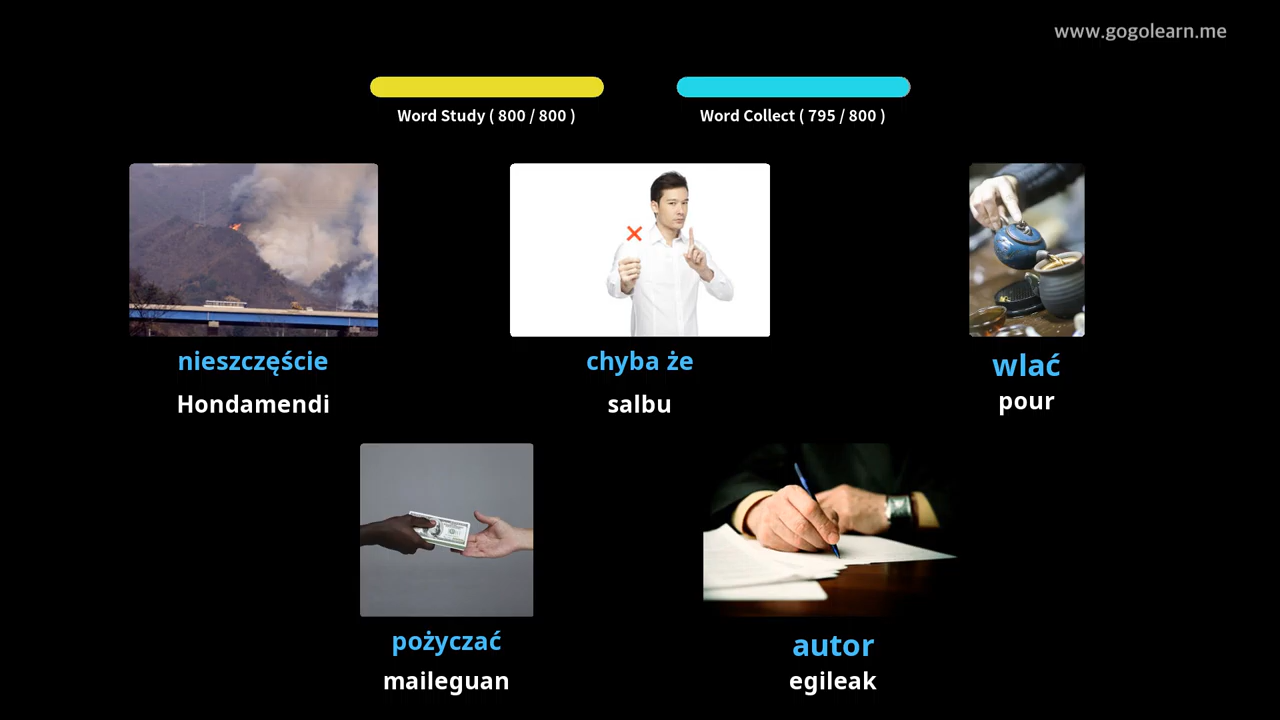 www.gogolearn.me
Word Study ( 800 / 800 )
Word Collect ( 795 / 800 )
nieszczęście
Hondamendi
chyba że
salbu
wlać
pour
pożyczać
maileguan
autor
egileak